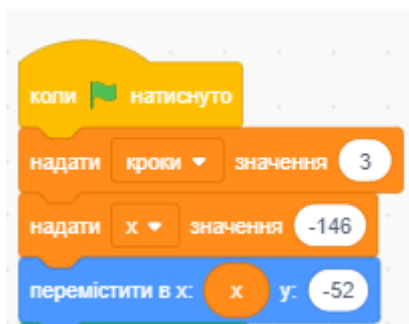 коли натиснуто
надати кроки значення 3
надати x значення -146
перемістити в x: x y: -52